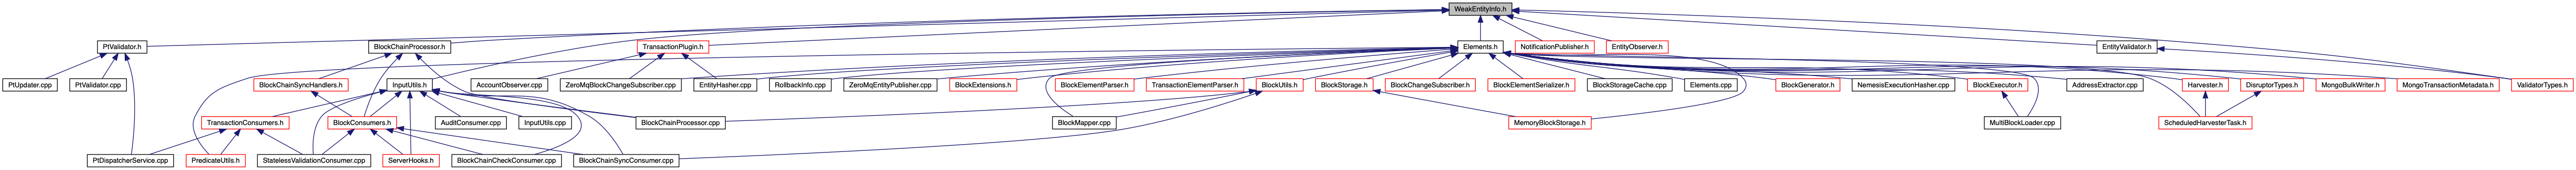 WeakEntityInfo.h
PtValidator.h
BlockChainProcessor.h
TransactionPlugin.h
Elements.h
NotificationPublisher.h
EntityObserver.h
EntityValidator.h
PtUpdater.cpp
PtValidator.cpp
BlockChainSyncHandlers.h
InputUtils.h
AccountObserver.cpp
ZeroMqBlockChangeSubscriber.cpp
EntityHasher.cpp
RollbackInfo.cpp
ZeroMqEntityPublisher.cpp
BlockExtensions.h
BlockElementParser.h
TransactionElementParser.h
BlockUtils.h
BlockStorage.h
BlockChangeSubscriber.h
BlockElementSerializer.h
BlockStorageCache.cpp
Elements.cpp
BlockGenerator.h
NemesisExecutionHasher.cpp
BlockExecutor.h
AddressExtractor.cpp
Harvester.h
DisruptorTypes.h
MongoBulkWriter.h
MongoTransactionMetadata.h
ValidatorTypes.h
TransactionConsumers.h
BlockConsumers.h
AuditConsumer.cpp
InputUtils.cpp
BlockChainProcessor.cpp
BlockMapper.cpp
MemoryBlockStorage.h
MultiBlockLoader.cpp
ScheduledHarvesterTask.h
PtDispatcherService.cpp
PredicateUtils.h
StatelessValidationConsumer.cpp
ServerHooks.h
BlockChainCheckConsumer.cpp
BlockChainSyncConsumer.cpp